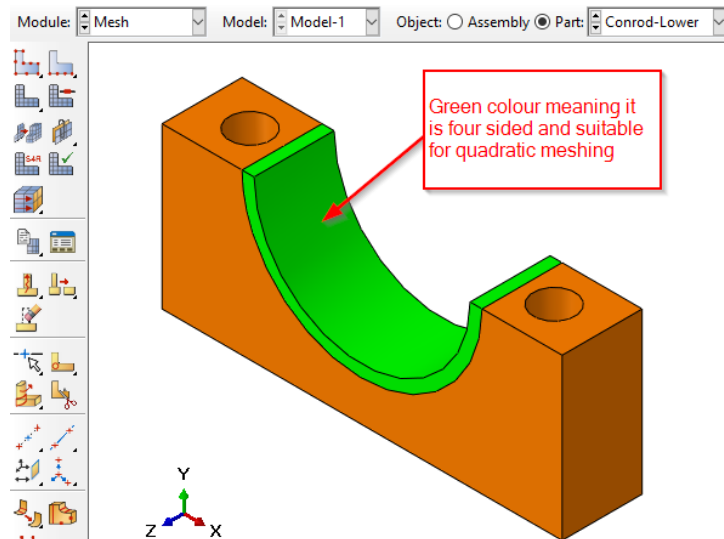 Module: Mesh Model: Model-1 Object: Assembly Part: Conrod-Lower
Green colour meaning it
is four sided and suitable
for quadratic meshing
S4R
Y
Z X